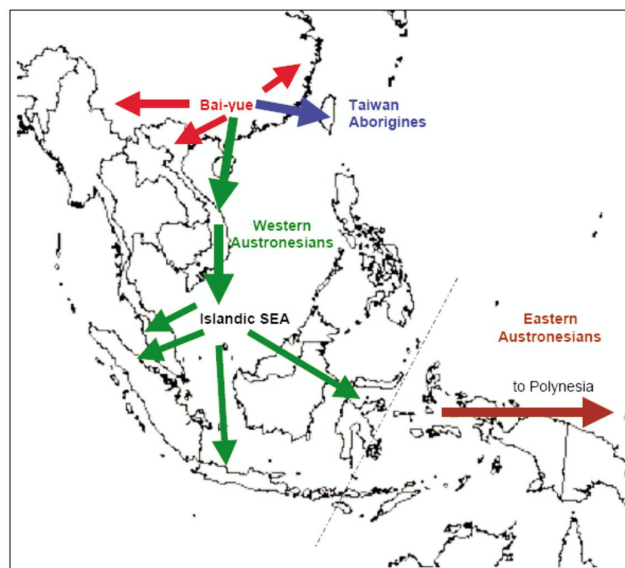 Bai-yue
Taiwan
Aborigines
Western
Austronesians
Islandic SEA
Eastern
Austronesians
to Polynesia